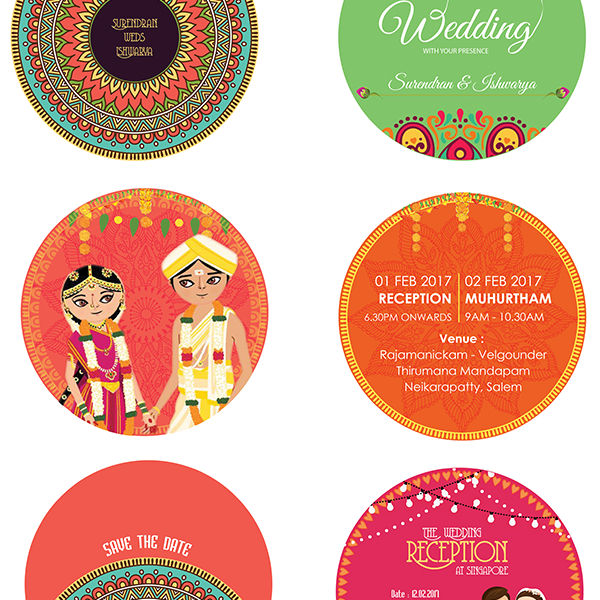 SURENDRAN
WEDS
ISHWARYA
Wedding
WITH YOUR PRESENCE
Surendran & Ishwarya
01 FEB 2017
RECEPTION
6.30PM ONWARDS
02 FEB 2017
MUHURTHAM
9AM - 10.30AM
Venue :
Rajamanickam - Velgounder
Thirumana Mandapam
Neikarapatty, Salem
SAVE THE DATE
THE WEDDING
RECEPTION
AT SINGAPORE
Date : 12.02.2017